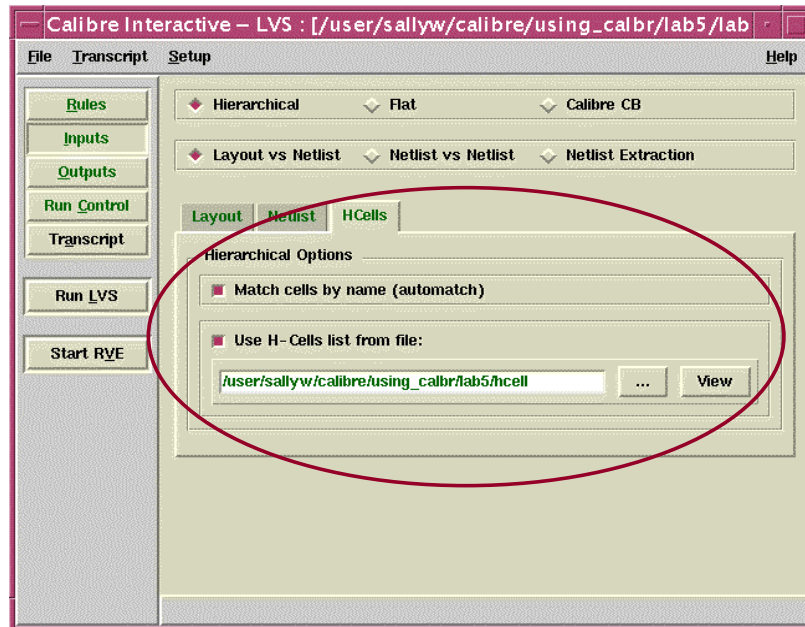 Calibre Interactive – LVS : [/user/sallyw/calibre/using_calbr/lab5/lab
File Transcript Setup Help
Rules
Inputs
Outputs
Run Control
Transcript
Run LVS
Start RVE
Hierarchical Flat Calibre CB
Layout vs Netlist Netlist vs Netlist Netlist Extraction
Layout Netlist HCells
Hierarchical Options
Match cells by name (automatch)
Use H-Cells list from file:
/user/sallyw/calibre/using_calbr/lab5/hcell ... View